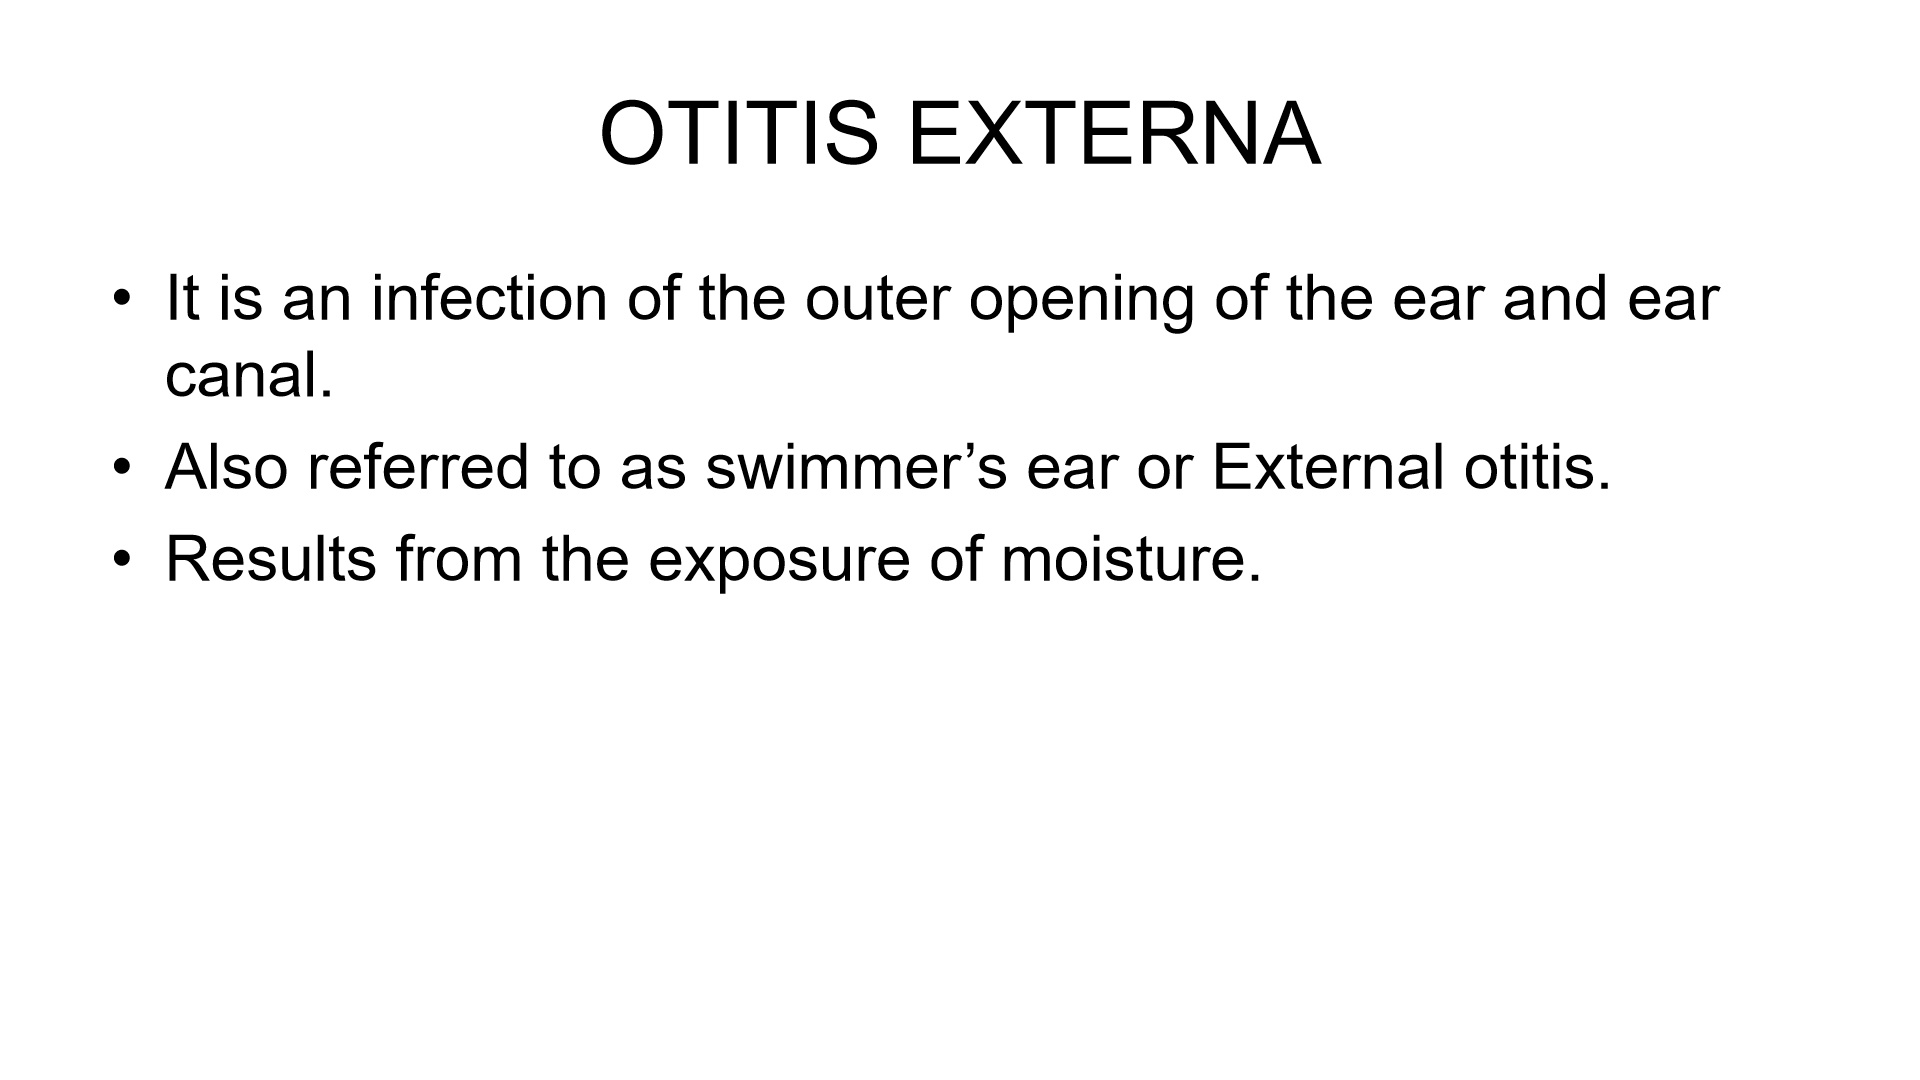 OTITIS EXTERNA
• It is an infection of the outer opening of the ear and ear
canal.
• Also referred to as swimmer’s ear or External otitis.
• Results from the exposure of moisture.